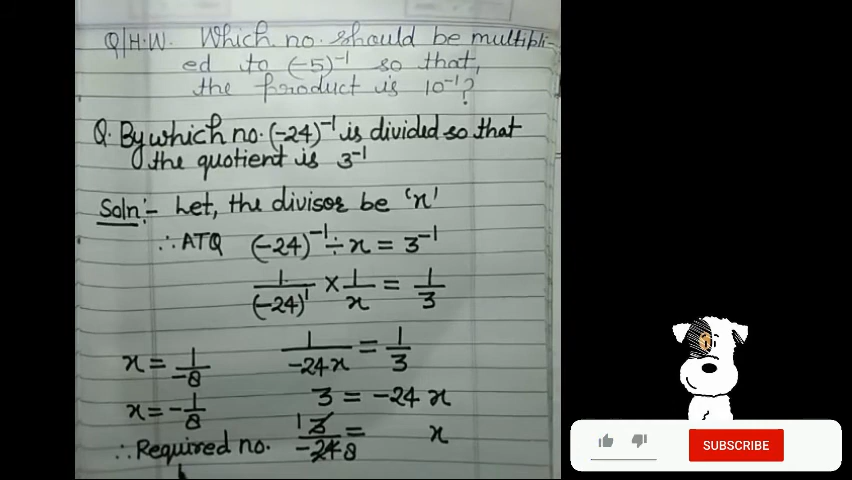 Q|H.W. Which no. should be multipli-
ed to (-5)⁻¹ so that,
the product is 10⁻¹?
Q. By which no. (-24)⁻¹ is divided so that
the quotient is 3⁻¹
Soln:- Let, the divisor be 'x'
∴ ATQ (-24)⁻¹ ÷ x = 3⁻¹
1/(-24)¹ × 1/x = 1/3
1/-24x = 1/3
3 = -24 x
1 3/-24 8 = x
x = 1/-8
x = -1/8
∴ Required no.
SUBSCRIBE